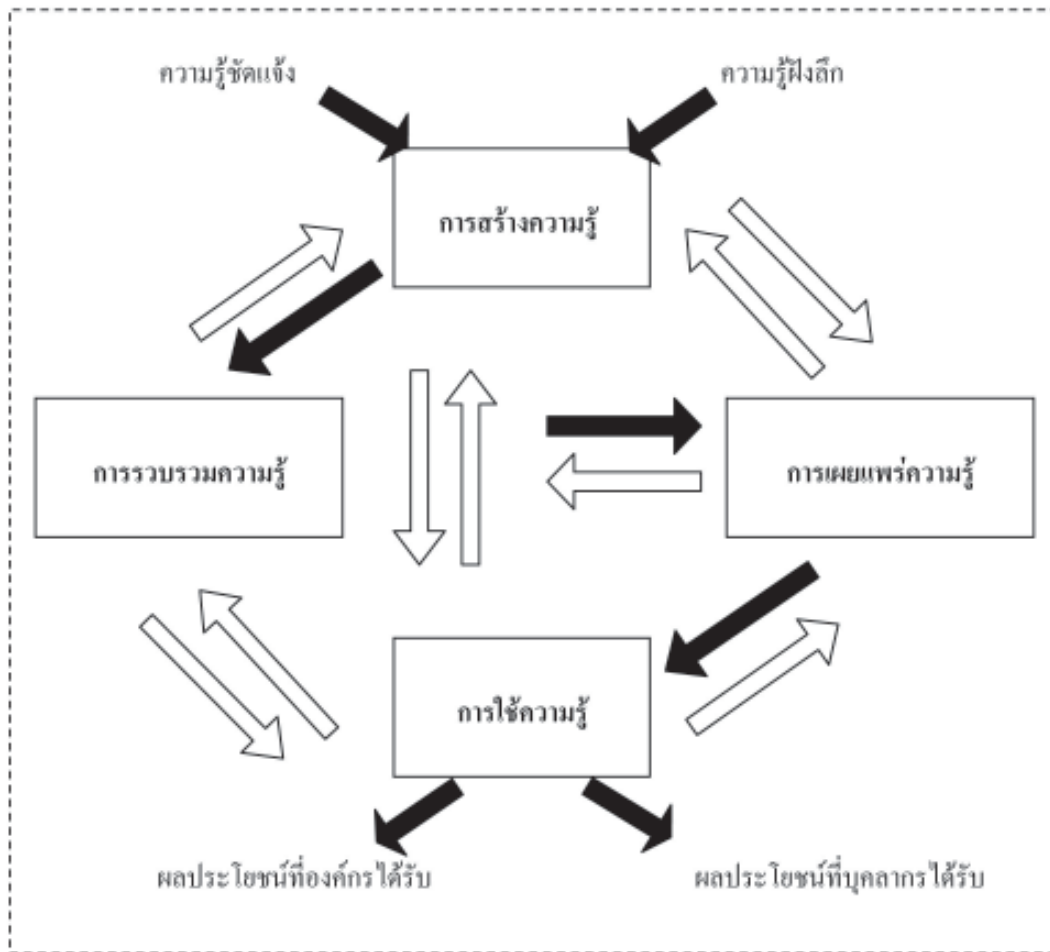 ความรู้ชัดแจ้ง
ความรู้ฝังลึก
การสร้างความรู้
การรวบรวมความรู้
การเผยแพร่ความรู้
การใช้ความรู้
ผลประโยชน์ที่องค์กรได้รับ
ผลประโยชน์ที่บุคลากรได้รับ